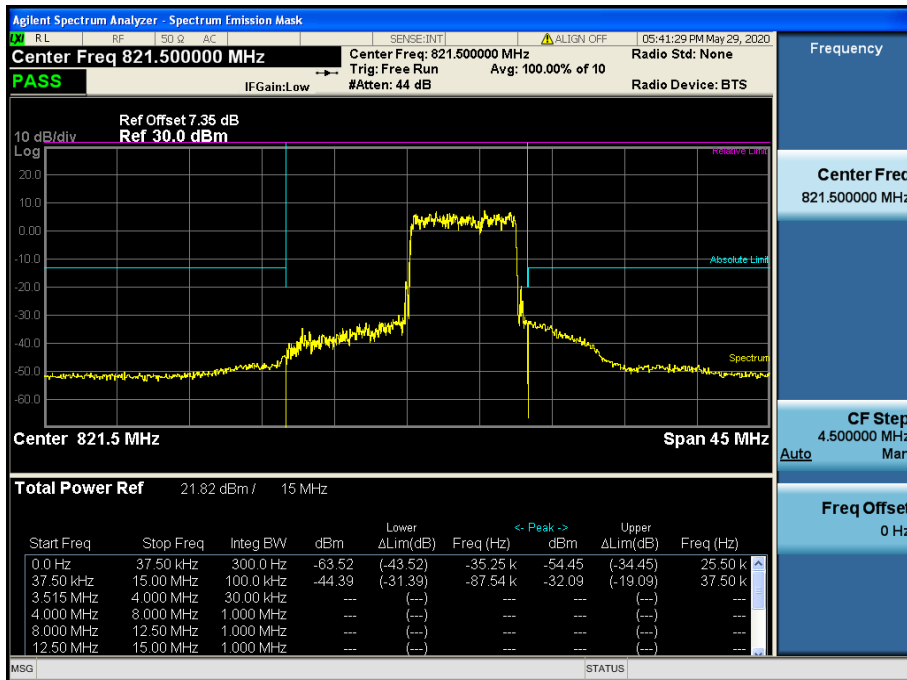 Agilent Spectrum Analyzer - Spectrum Emission Mask
LXI RL RF 50 Ω AC SENSE:INT ALIGN OFF 05:41:29 PM May 29, 2020
Center Freq 821.500000 MHz
Center Freq: 821.500000 MHz
Radio Std: None
Trig: Free Run Avg: 100.00% of 10
PASS
IFGain:Low
#Atten: 44 dB
Radio Device: BTS
Ref Offset 7.35 dB
10 dB/div Ref 30.0 dBm
Log
Relative Limit
20.0
10.0
0.00
-10.0
Absolute Limit
-20.0
-30.0
-40.0
Spectrum
-50.0
-60.0
Center 821.5 MHz Span 45 MHz
Total Power Ref 21.82 dBm / 15 MHz
Lower <- Peak -> Upper
Start Freq Stop Freq Integ BW dBm ΔLim(dB) Freq (Hz) dBm ΔLim(dB) Freq (Hz)
0.0 Hz 37.50 kHz 300.0 Hz -63.52 (-43.52) -35.25 k -54.45 (-34.45) 25.50 k
37.50 kHz 15.00 MHz 100.0 kHz -44.39 (-31.39) -87.54 k -32.09 (-19.09) 37.50 k
3.515 MHz 4.000 MHz 30.00 kHz --- (---) --- --- (---) ---
4.000 MHz 8.000 MHz 1.000 MHz --- (---) --- --- (---) ---
8.000 MHz 12.50 MHz 1.000 MHz --- (---) --- --- (---) ---
12.50 MHz 15.00 MHz 1.000 MHz --- (---) --- --- (---) ---
MSG STATUS
Frequency
Center Freq
821.500000 MHz
CF Step
4.500000 MHz
Auto Man
Freq Offset
0 Hz